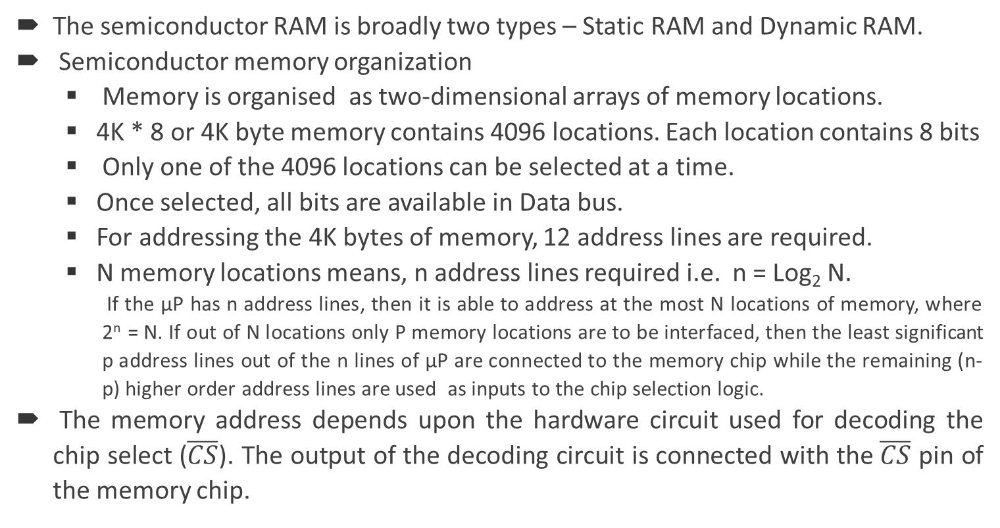 The semiconductor RAM is broadly two types – Static RAM and Dynamic RAM.
Semiconductor memory organization
Memory is organised as two-dimensional arrays of memory locations.
4K * 8 or 4K byte memory contains 4096 locations. Each location contains 8 bits
Only one of the 4096 locations can be selected at a time.
Once selected, all bits are available in Data bus.
For addressing the 4K bytes of memory, 12 address lines are required.
N memory locations means, n address lines required i.e. n = Log₂ N.
If the μP has n address lines, then it is able to address at the most N locations of memory, where
2ⁿ = N. If out of N locations only P memory locations are to be interfaced, then the least significant
p address lines out of the n lines of μP are connected to the memory chip while the remaining (n-
p) higher order address lines are used as inputs to the chip selection logic.
The memory address depends upon the hardware circuit used for decoding the
chip select (C̅S̅). The output of the decoding circuit is connected with the C̅S̅ pin of
the memory chip.